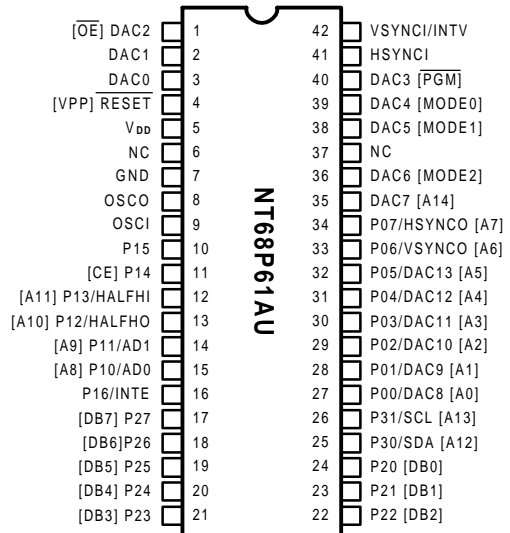 [OE] DAC2 1 42 VSYNCI/INTV
DAC1 2 41 HSYNCI
DAC0 3 40 DAC3 [PGM]
[VPP] RESET 4 39 DAC4 [MODE0]
VDD 5 38 DAC5 [MODE1]
NC 6 37 NC
GND 7 36 DAC6 [MODE2]
OSCO 8 35 DAC7 [A14]
OSCI 9 34 P07/HSYNCO [A7]
P15 10 33 P06/VSYNCO [A6]
[CE] P14 11 32 P05/DAC13 [A5]
[A11] P13/HALFHI 12 31 P04/DAC12 [A4]
[A10] P12/HALFHO 13 30 P03/DAC11 [A3]
[A9] P11/AD1 14 29 P02/DAC10 [A2]
[A8] P10/AD0 15 28 P01/DAC9 [A1]
P16/INTE 16 27 P00/DAC8 [A0]
[DB7] P27 17 26 P31/SCL [A13]
[DB6]P26 18 25 P30/SDA [A12]
[DB5] P25 19 24 P20 [DB0]
[DB4] P24 20 23 P21 [DB1]
[DB3] P23 21 22 P22 [DB2]
NT68P61AU